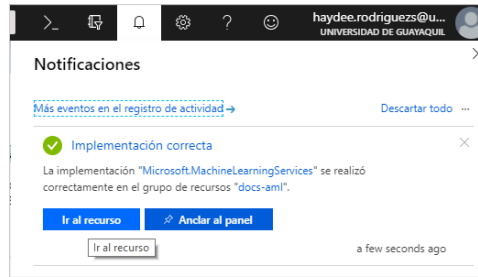 haydee.rodriguezs@u...
UNIVERSIDAD DE GUAYAQUIL
Notificaciones
Más eventos en el registro de actividad → Descartar todo ...
Implementación correcta
La implementación "Microsoft.MachineLearningServices" se realizó
correctamente en el grupo de recursos "docs-aml".
Ir al recurso Anclar al panel
Ir al recurso
a few seconds ago